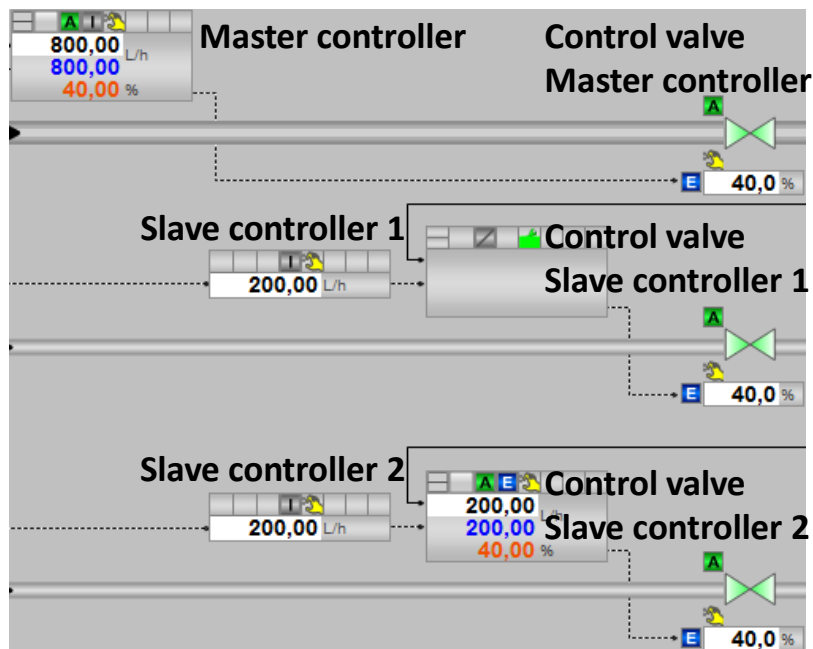 A I
800,00 L/h
800,00
40,00 %
Master controller
Control valve
Master controller
A
E 40,0 %
Slave controller 1
I
200,00 L/h
Control valve
Slave controller 1
A
E 40,0 %
Slave controller 2
I
200,00 L/h
A E
200,00 L/h
200,00
40,00 %
Control valve
Slave controller 2
A
E 40,0 %